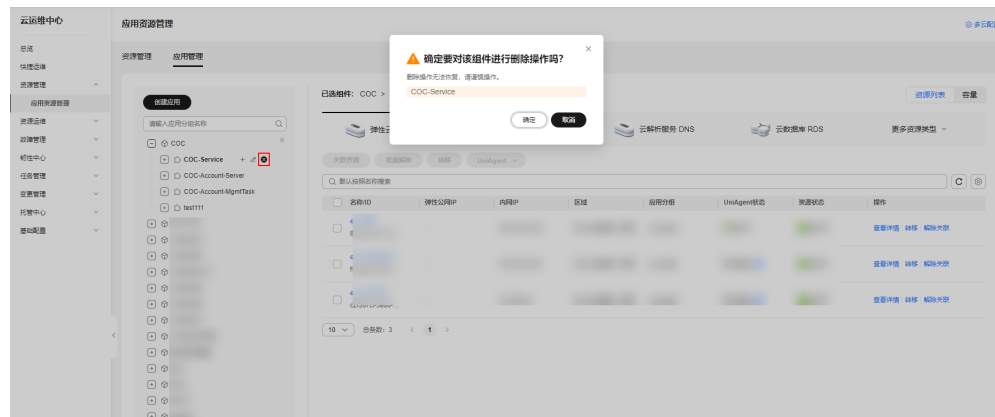 云运维中心
应用资源管理
总览
快捷运维
资源管理
应用资源管理
资源运维
故障管理
韧性中心
任务管理
变更管理
托管中心
基础配置
资源管理
应用管理
创建应用
请输入应用分组名称
COC
COC-Service
COC-Account-Server
COC-Account-MgmtTask
test111
已选组件: COC >
资源列表
容量
云解析服务 DNS
云数据库 RDS
更多资源类型
关联资源
批量解除
转移
UniAgent
默认按照名称搜索
名称/ID
弹性公网IP
内网IP
区域
应用分组
UniAgent状态
资源状态
操作
查看详情 转移 解除关联
查看详情 转移 解除关联
查看详情 转移 解除关联
10
总条数: 3
< 1 >
确定要对该组件进行删除操作吗?
删除操作无法恢复, 请谨慎操作。
COC-Service
确定
取消